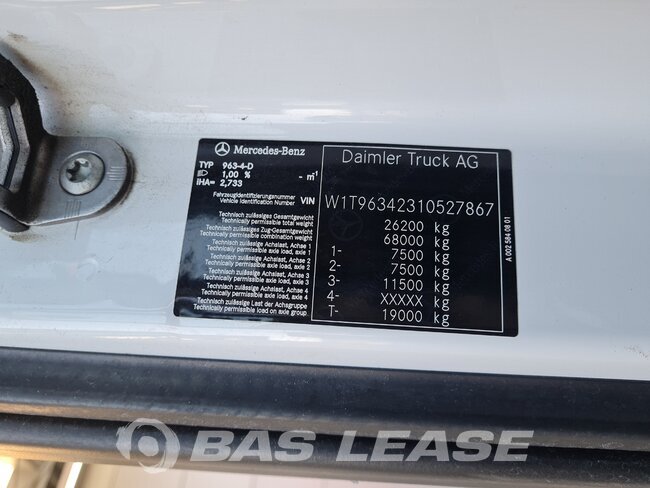 Mercedes-Benz
TYP 963-4-D
1,00 % - m¹
IHA= 2,733
Fahrzeugidentifizierungsnummer
Vehicle Identification Number VIN
Technisch zulässiges Gesamtgewicht
Technically permissible total weight
Technisch zulässiges Zug-Gesamtgewicht
Technically permissible combination weight
Technisch zulässige Achslast, Achse 1
Technically permissible axle load, axle 1
Technisch zulässige Achslast, Achse 2
Technically permissible axle load, axle 2
Technisch zulässige Achslast, Achse 3
Technically permissible axle load, axle 3
Technisch zulässige Achslast, Achse 4
Technically permissible axle load, axle 4
Technisch zulässige Last der Achsgruppe
Technically permissible load on axle group
Daimler Truck AG
W1T96342310527867
26200 kg
68000 kg
1- 7500 kg
2- 7500 kg
3- 11500 kg
4- XXXXX kg
T- 19000 kg
A 002 584 08 01
BAS LEASE